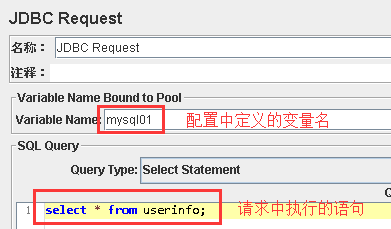 JDBC Request
名称： JDBC Request
注释：
Variable Name Bound to Pool
Variable Name: mysql01 配置中定义的变量名
SQL Query
Query Type: Select Statement
Q
1 select * from userinfo; 请求中执行的语句